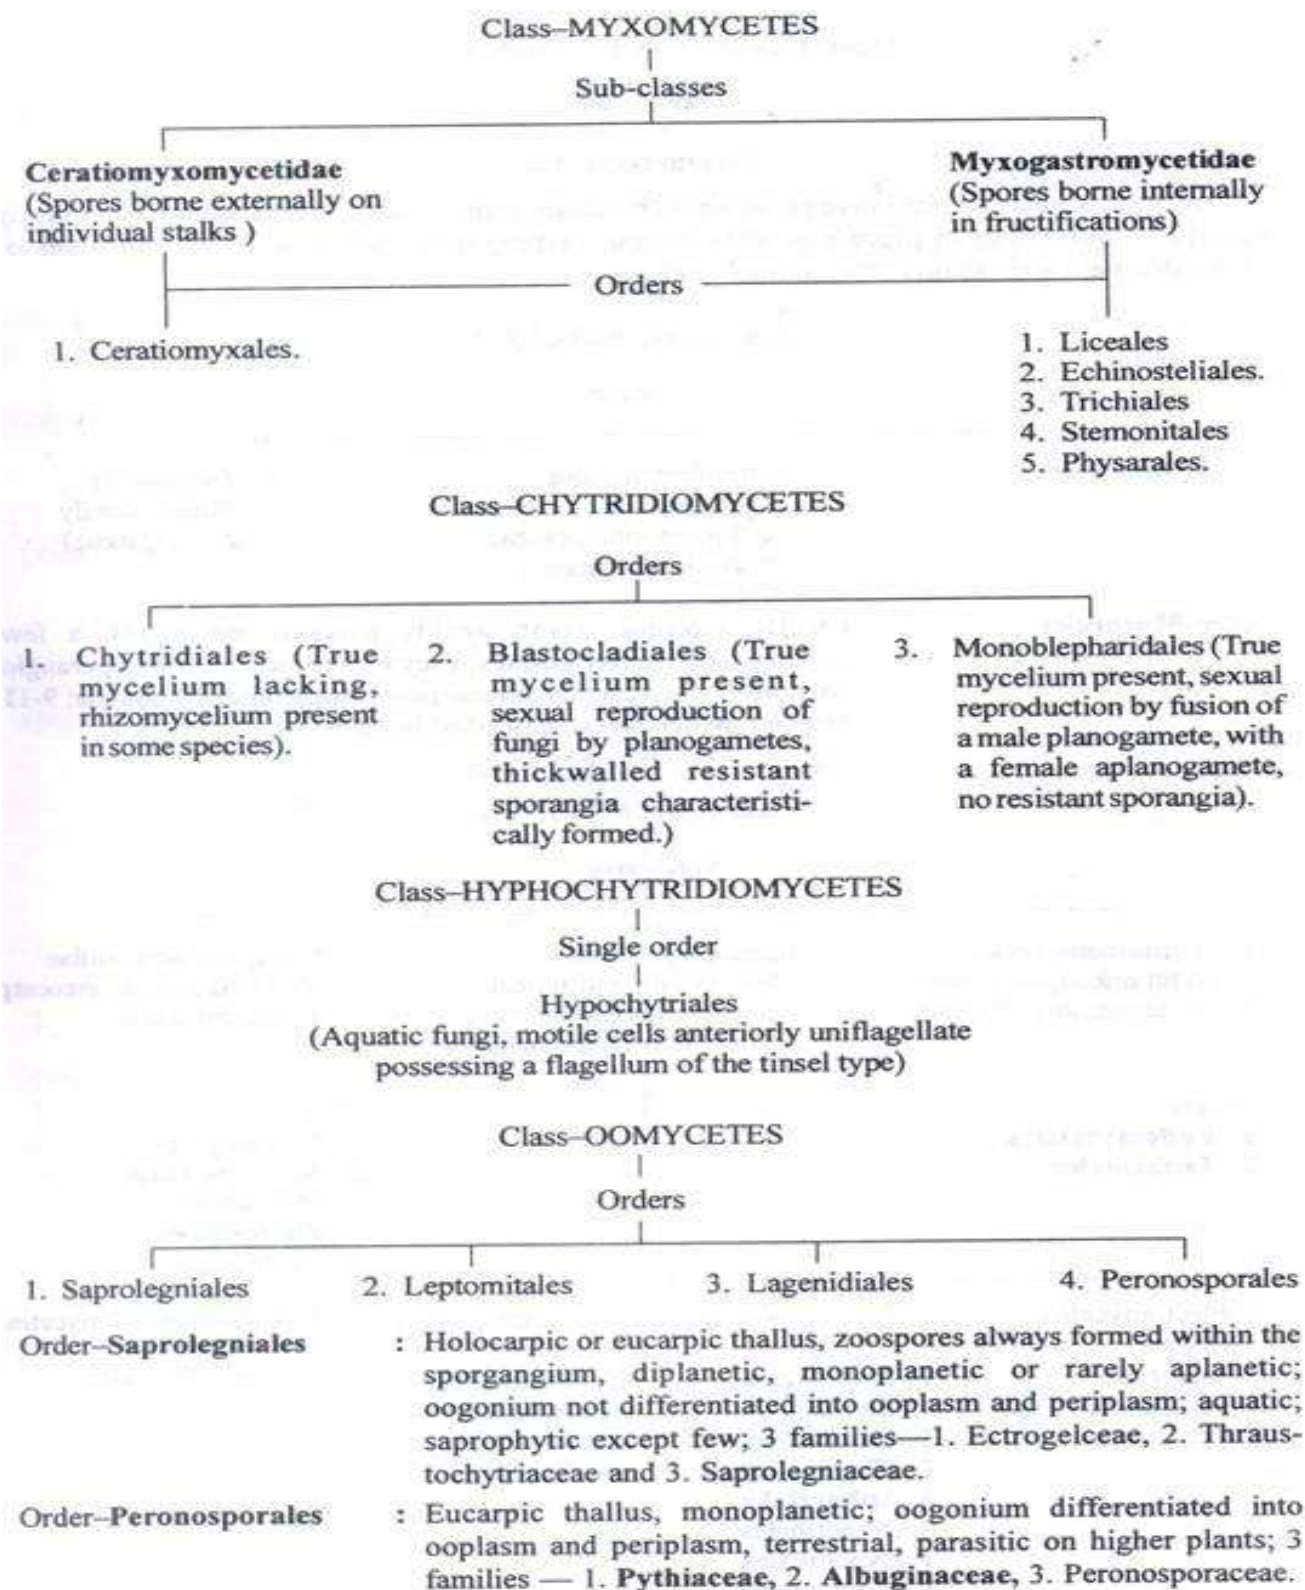 Class–MYXOMYCETES
Sub-classes
Ceratiomyxomycetidae
(Spores borne externally on
individual stalks )
Myxogastromycetidae
(Spores borne internally
in fructifications)
Orders
1. Ceratiomyxales.
1. Liceales
2. Echinosteliales.
3. Trichiales
4. Stemonitales
5. Physarales.
Class–CHYTRIDIOMYCETES
Orders
1. Chytridiales (True
mycelium lacking,
rhizomycelium present
in some species).
2. Blastocladiales (True
mycelium present,
sexual reproduction of
fungi by planogametes,
thickwalled resistant
sporangia characteristi-
cally formed.)
3. Monoblepharidales (True
mycelium present, sexual
reproduction by fusion of
a male planogamete, with
a female aplanogamete,
no resistant sporangia).
Class–HYPHOCHYTRIDIOMYCETES
Single order
Hypochytriales
(Aquatic fungi, motile cells anteriorly uniflagellate
possessing a flagellum of the tinsel type)
Class–OOMYCETES
Orders
1. Saprolegniales 2. Leptomitales 3. Lagenidiales 4. Peronosporales
Order–Saprolegniales : Holocarpic or eucarpic thallus, zoospores always formed within the
sporgangium, diplanetic, monoplanetic or rarely aplanetic;
oogonium not differentiated into ooplasm and periplasm; aquatic;
saprophytic except few; 3 families—1. Ectrogelceae, 2. Thraus-
tochytriaceae and 3. Saprolegniaceae.
Order–Peronosporales : Eucarpic thallus, monoplanetic; oogonium differentiated into
ooplasm and periplasm, terrestrial, parasitic on higher plants; 3
families — 1. Pythiaceae, 2. Albuginaceae, 3. Peronosporaceae.